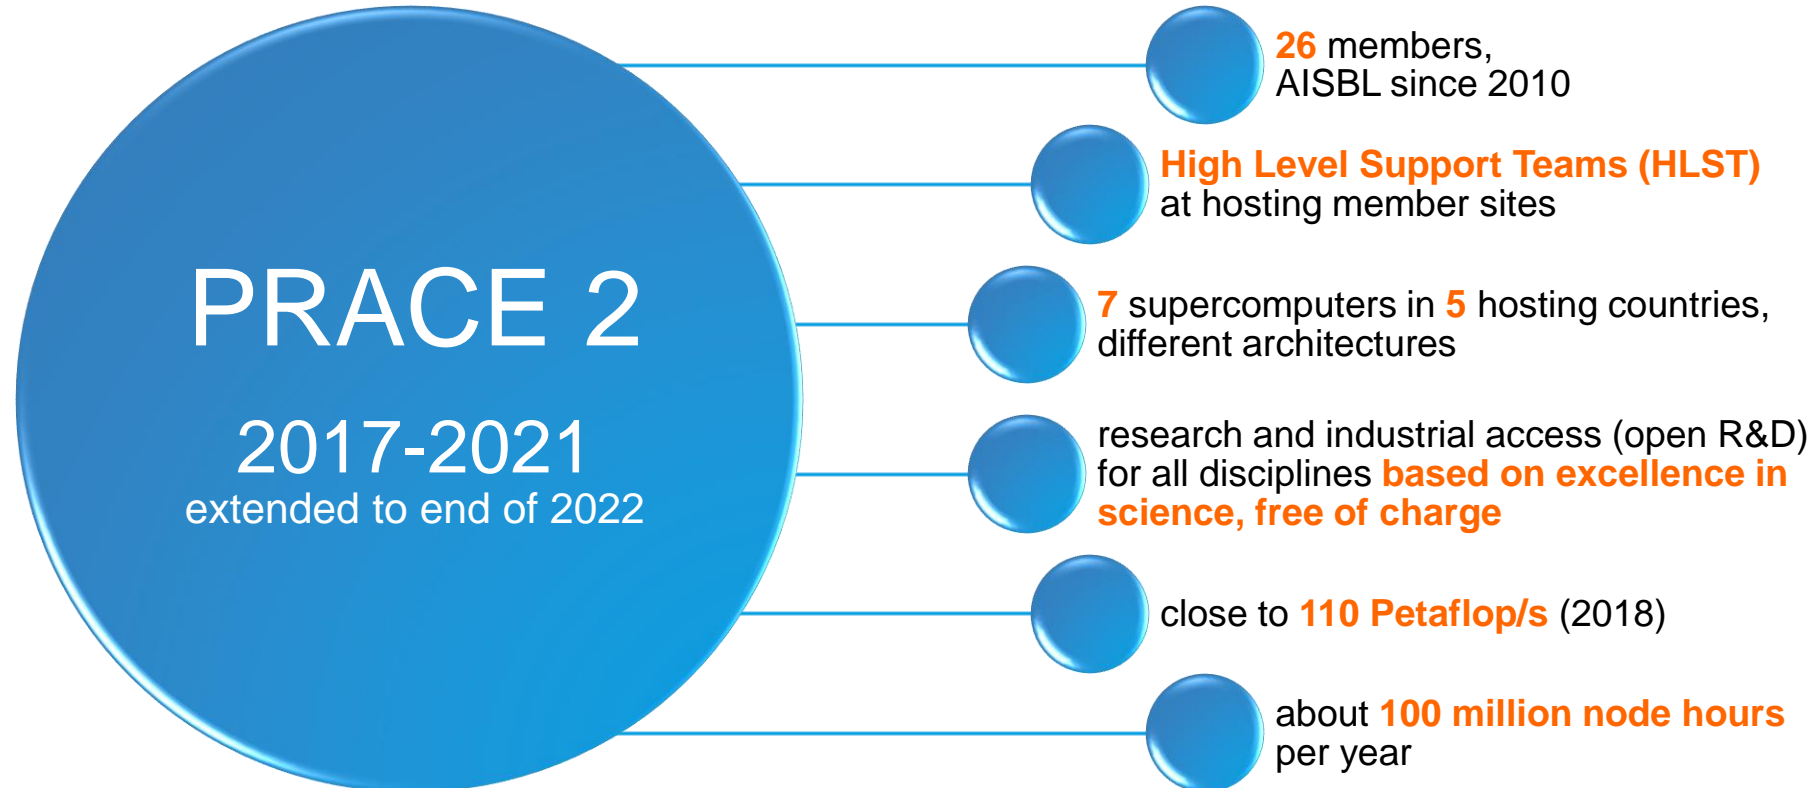 PRACE 2
2017-2021
extended to end of 2022
26 members,
AISBL since 2010
High Level Support Teams (HLST)
at hosting member sites
7 supercomputers in 5 hosting countries,
different architectures
research and industrial access (open R&D)
for all disciplines based on excellence in
science, free of charge
close to 110 Petaflop/s (2018)
about 100 million node hours
per year